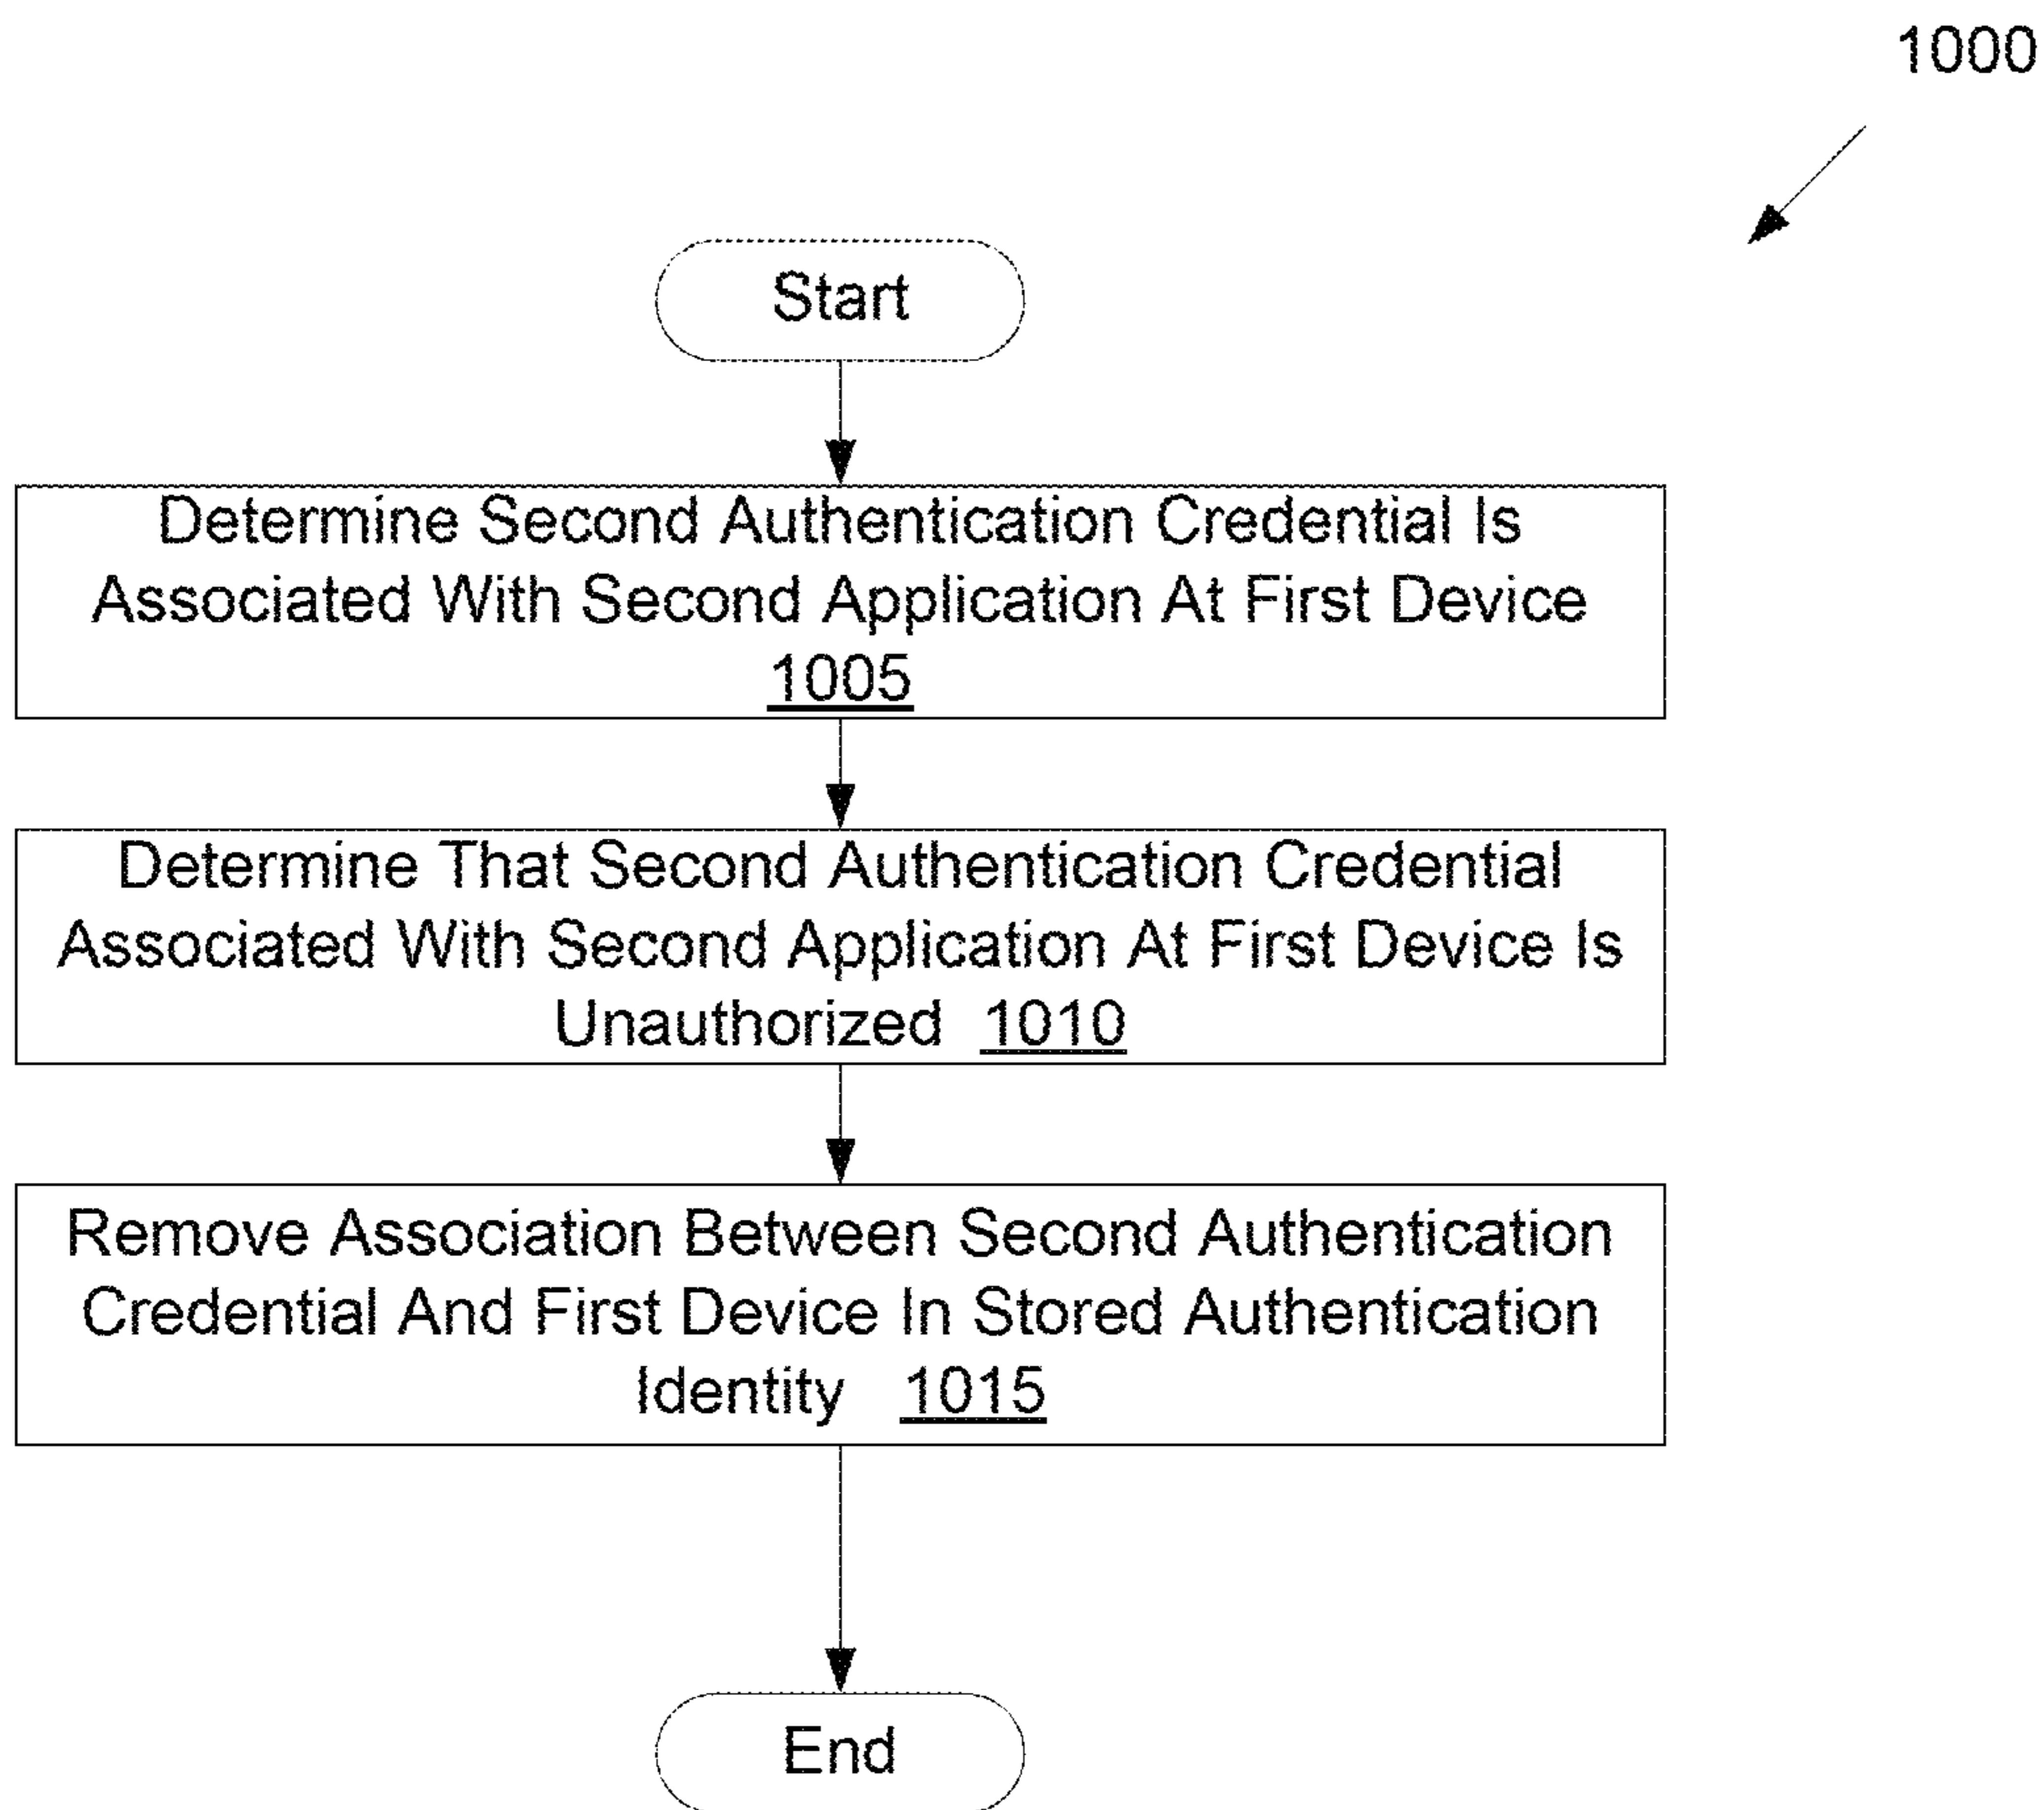 1000
Start
Determine Second Authentication Credential Is
Associated With Second Application At First Device
1005
Determine That Second Authentication Credential
Associated With Second Application At First Device Is
Unauthorized 1010
Remove Association Between Second Authentication
Credential And First Device In Stored Authentication
Identity 1015
End